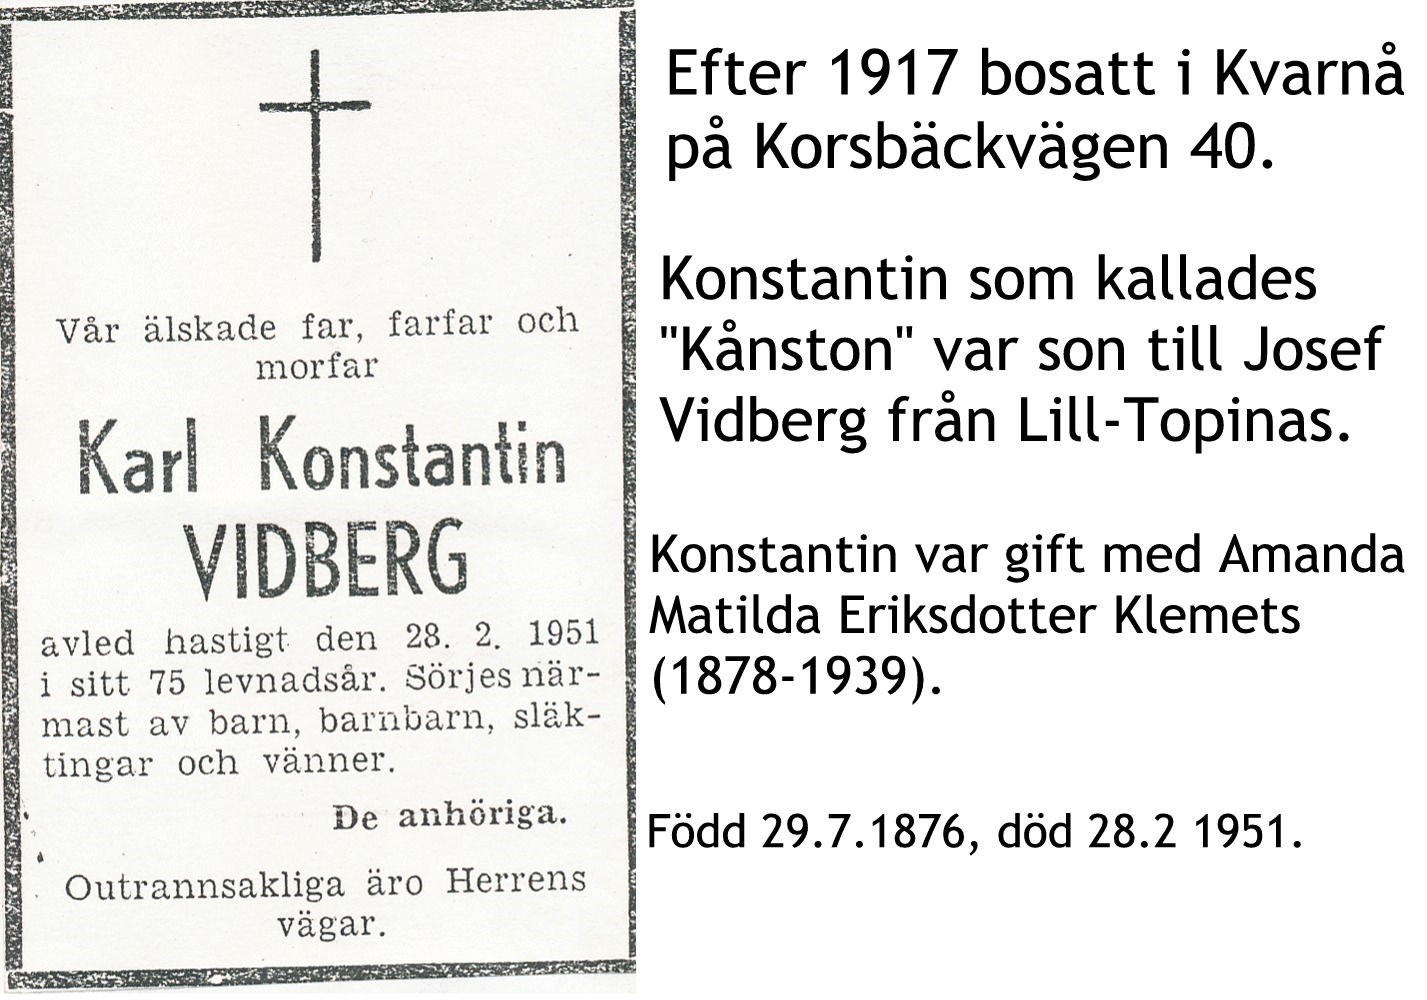 Vår älskade far, farfar och
morfar
Karl Konstantin
VIDBERG
avled hastigt den 28. 2. 1951
i sitt 75 levnadsår. Sörjes när-
mast av barn, barnbarn, släk-
tingar och vänner.
De anhöriga.
Outrannsakliga äro Herrens
vägar.
Efter 1917 bosatt i Kvarnå
på Korsbäckvägen 40.
Konstantin som kallades
"Kånston" var son till Josef
Vidberg från Lill-Topinas.
Konstantin var gift med Amanda
Matilda Eriksdotter Klemets
(1878-1939).
Född 29.7.1876, död 28.2 1951.